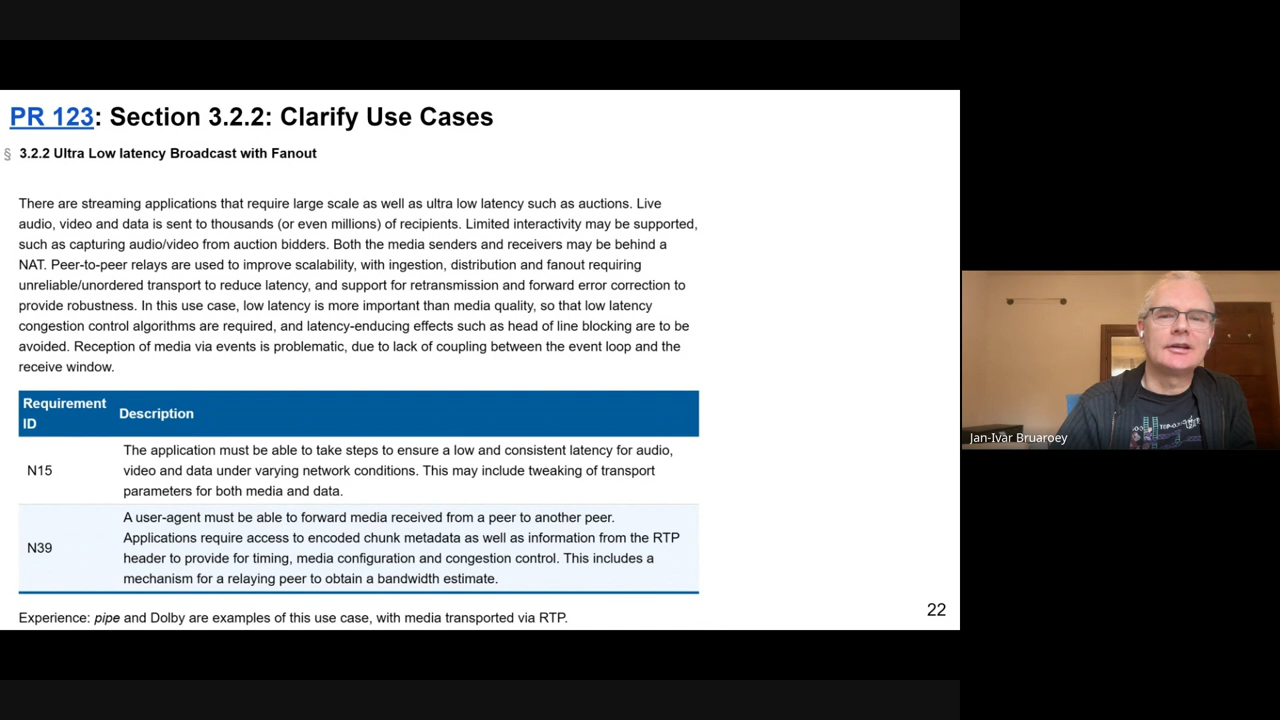 PR 123: Section 3.2.2: Clarify Use Cases
§ 3.2.2 Ultra Low latency Broadcast with Fanout
There are streaming applications that require large scale as well as ultra low latency such as auctions. Live
audio, video and data is sent to thousands (or even millions) of recipients. Limited interactivity may be supported,
such as capturing audio/video from auction bidders. Both the media senders and receivers may be behind a
NAT. Peer-to-peer relays are used to improve scalability, with ingestion, distribution and fanout requiring
unreliable/unordered transport to reduce latency, and support for retransmission and forward error correction to
provide robustness. In this use case, low latency is more important than media quality, so that low latency
congestion control algorithms are required, and latency-enducing effects such as head of line blocking are to be
avoided. Reception of media via events is problematic, due to lack of coupling between the event loop and the
receive window.
Requirement ID
Description
N15
The application must be able to take steps to ensure a low and consistent latency for audio,
video and data under varying network conditions. This may include tweaking of transport
parameters for both media and data.
N39
A user-agent must be able to forward media received from a peer to another peer.
Applications require access to encoded chunk metadata as well as information from the RTP
header to provide for timing, media configuration and congestion control. This includes a
mechanism for a relaying peer to obtain a bandwidth estimate.
Experience: pipe and Dolby are examples of this use case, with media transported via RTP.
22
Jan-Ivar Bruaroey